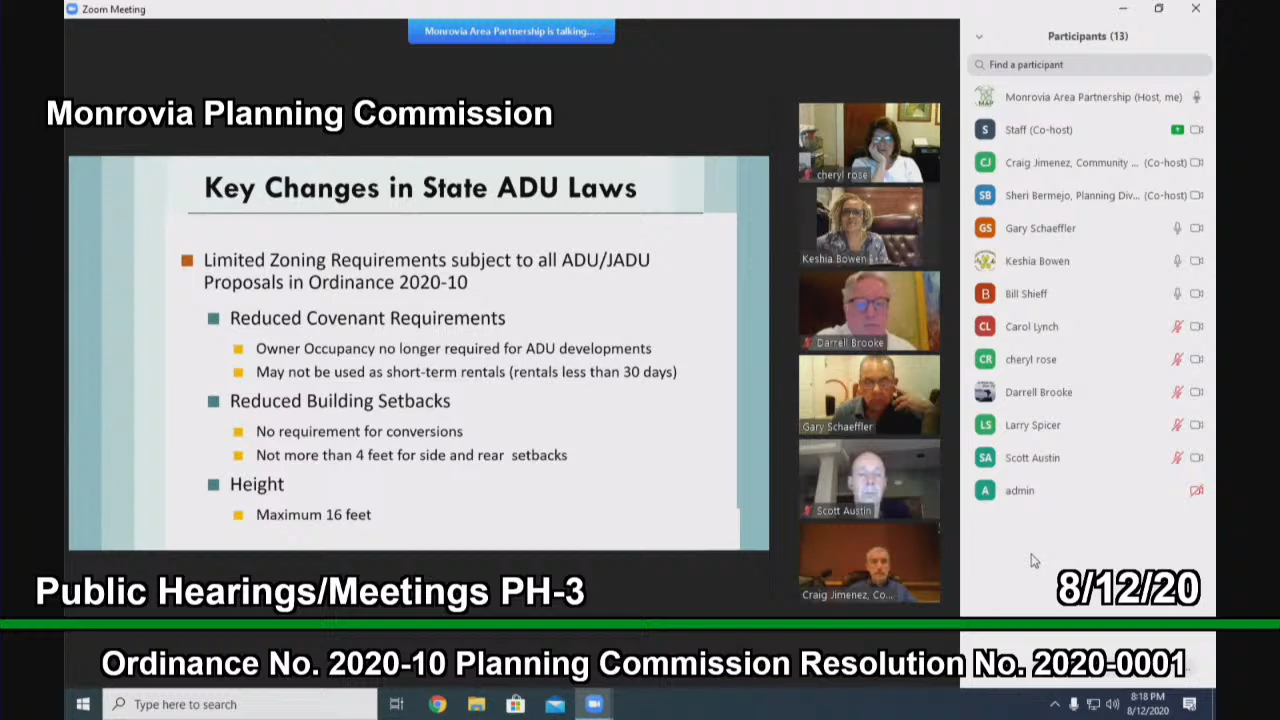 Zoom Meeting
Monrovia Area Partnership is talking...
Monrovia Planning Commission
Key Changes in State ADU Laws
Limited Zoning Requirements subject to all ADU/JADU
Proposals in Ordinance 2020-10
Reduced Covenant Requirements
Owner Occupancy no longer required for ADU developments
May not be used as short-term rentals (rentals less than 30 days)
Reduced Building Setbacks
No requirement for conversions
Not more than 4 feet for side and rear setbacks
Height
Maximum 16 feet
cheryl rose
Keshia Bowen
Darrell Brooke
Gary Schaeffler
Scott Austin
Craig Jimenez, Co...
Participants (13)
Find a participant
MAP
Monrovia Area Partnership (Host, me)
S Staff (Co-host)
CJ Craig Jimenez, Community ... (Co-host)
SB Sheri Bermejo, Planning Div... (Co-host)
GS Gary Schaeffler
Keshia Bowen
B Bill Shieff
CL Carol Lynch
CR cheryl rose
Darrell Brooke
LS Larry Spicer
SA Scott Austin
A admin
Public Hearings/Meetings PH-3
8/12/20
Ordinance No. 2020-10 Planning Commission Resolution No. 2020-0001
Type here to search
8:18 PM
8/12/2020